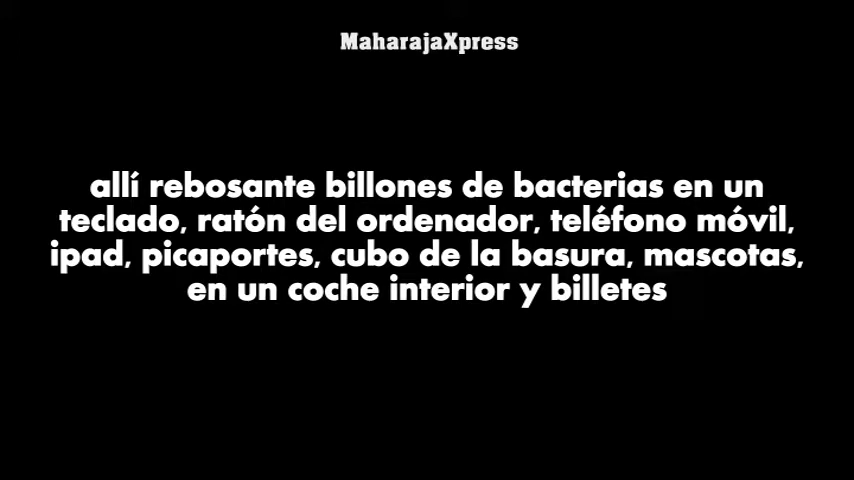 MaharajaXpress
allí rebosante billones de bacterias en un
teclado, ratón del ordenador, teléfono móvil,
ipad, picaportes, cubo de la basura, mascotas,
en un coche interior y billetes